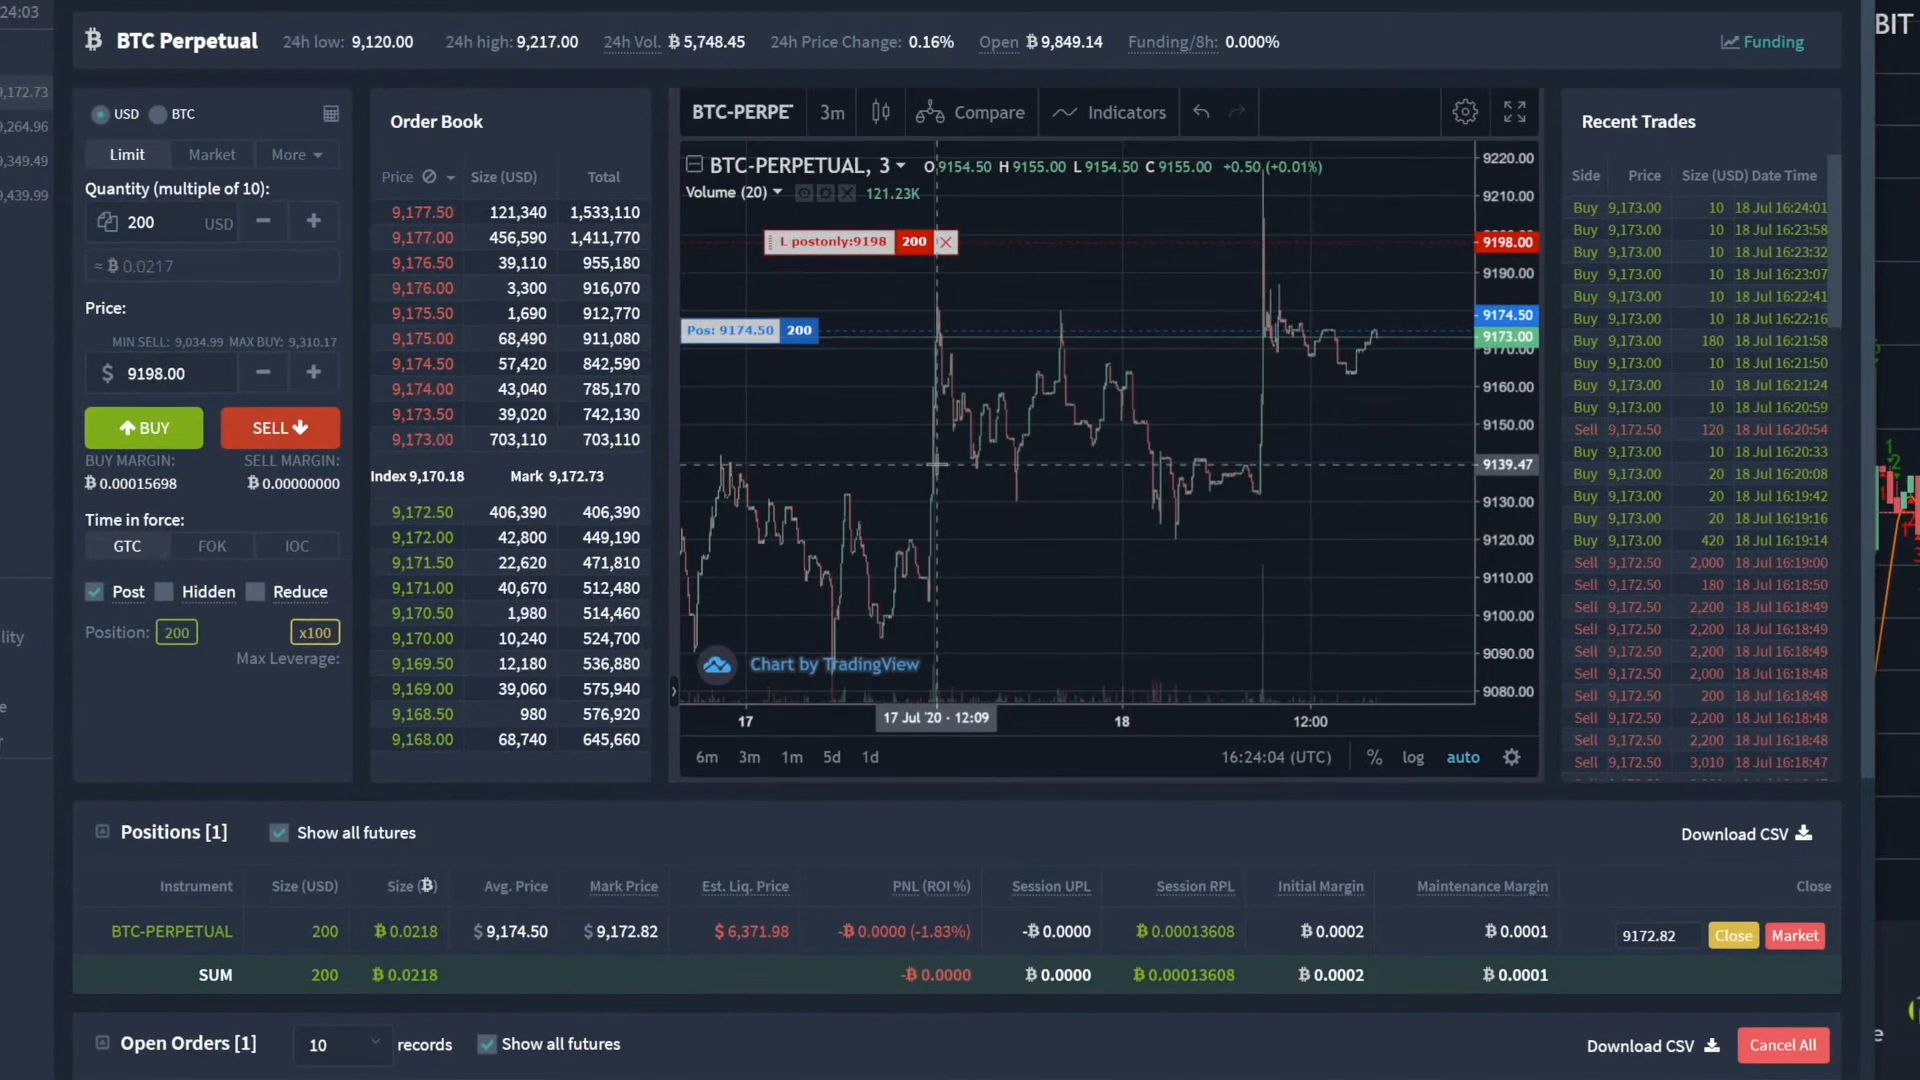 24:03
BTC Perpetual 24h low: 9,120.00 24h high: 9,217.00 24h Vol. ₿ 5,748.45 24h Price Change: 0.16% Open ₿ 9,849.14 Funding/8h: 0.000% Funding
BIT
9,172.73
9,264.96
9,349.49
9,439.99
USD BTC
Limit Market More
Quantity (multiple of 10):
200 USD − +
≈ ₿ 0.0217
Price:
MIN SELL: 9,034.99 MAX BUY: 9,310.17
$ 9198.00 − +
BUY SELL
BUY MARGIN: SELL MARGIN:
₿ 0.00015698 ₿ 0.00000000
Time in force:
GTC FOK IOC
Post Hidden Reduce
Position: 200 x100
Max Leverage:
Order Book
Price Size (USD) Total
9,177.50 121,340 1,533,110
9,177.00 456,590 1,411,770
9,176.50 39,110 955,180
9,176.00 3,300 916,070
9,175.50 1,690 912,770
9,175.00 68,490 911,080
9,174.50 57,420 842,590
9,174.00 43,040 785,170
9,173.50 39,020 742,130
9,173.00 703,110 703,110
Index 9,170.18 Mark 9,172.73
9,172.50 406,390 406,390
9,172.00 42,800 449,190
9,171.50 22,620 471,810
9,171.00 40,670 512,480
9,170.50 1,980 514,460
9,170.00 10,240 524,700
9,169.50 12,180 536,880
9,169.00 39,060 575,940
9,168.50 980 576,920
9,168.00 68,740 645,660
BTC-PERPE 3m Compare Indicators
BTC-PERPETUAL, 3 O9154.50 H9155.00 L9154.50 C9155.00 +0.50 (+0.01%)
Volume (20) 121.23K
L postonly:9198 200
Pos: 9174.50 200
9220.00
9210.00
9198.00
9190.00
9174.50
9173.00
9170.00
9160.00
9150.00
9139.47
9130.00
9120.00
9110.00
9100.00
9090.00
9080.00
Chart by TradingView
17 17 Jul '20 - 12:09 18 12:00
6m 3m 1m 5d 1d 16:24:04 (UTC) % log auto
Recent Trades
Side Price Size (USD) Date Time
Buy 9,173.00 10 18 Jul 16:24:01
Buy 9,173.00 10 18 Jul 16:23:58
Buy 9,173.00 10 18 Jul 16:23:32
Buy 9,173.00 10 18 Jul 16:23:07
Buy 9,173.00 10 18 Jul 16:22:41
Buy 9,173.00 10 18 Jul 16:22:16
Buy 9,173.00 180 18 Jul 16:21:58
Buy 9,173.00 10 18 Jul 16:21:50
Buy 9,173.00 10 18 Jul 16:21:24
Buy 9,173.00 10 18 Jul 16:20:59
Sell 9,172.50 120 18 Jul 16:20:54
Buy 9,173.00 10 18 Jul 16:20:33
Buy 9,173.00 20 18 Jul 16:20:08
Buy 9,173.00 20 18 Jul 16:19:42
Buy 9,173.00 20 18 Jul 16:19:16
Buy 9,173.00 420 18 Jul 16:19:14
Sell 9,172.50 2,000 18 Jul 16:19:00
Sell 9,172.50 180 18 Jul 16:18:50
Sell 9,172.50 2,200 18 Jul 16:18:49
Sell 9,172.50 2,200 18 Jul 16:18:49
Sell 9,172.50 2,200 18 Jul 16:18:48
Sell 9,172.50 2,000 18 Jul 16:18:48
Sell 9,172.50 200 18 Jul 16:18:48
Sell 9,172.50 2,200 18 Jul 16:18:48
Sell 9,172.50 2,200 18 Jul 16:18:48
Sell 9,172.50 3,010 18 Jul 16:18:47
lity
e
r
Positions [1] Show all futures Download CSV
Instrument Size (USD) Size (₿) Avg. Price Mark Price Est. Liq. Price PNL (ROI %) Session UPL Session RPL Initial Margin Maintenance Margin Close
BTC-PERPETUAL 200 ₿ 0.0218 $ 9,174.50 $ 9,172.82 $ 6,371.98 -₿ 0.0000 (-1.83%) -₿ 0.0000 ₿ 0.00013608 ₿ 0.0002 ₿ 0.0001 9172.82 Close Market
SUM 200 ₿ 0.0218 -₿ 0.0000 ₿ 0.0000 ₿ 0.00013608 ₿ 0.0002 ₿ 0.0001
Open Orders [1] 10 records Show all futures Download CSV Cancel All